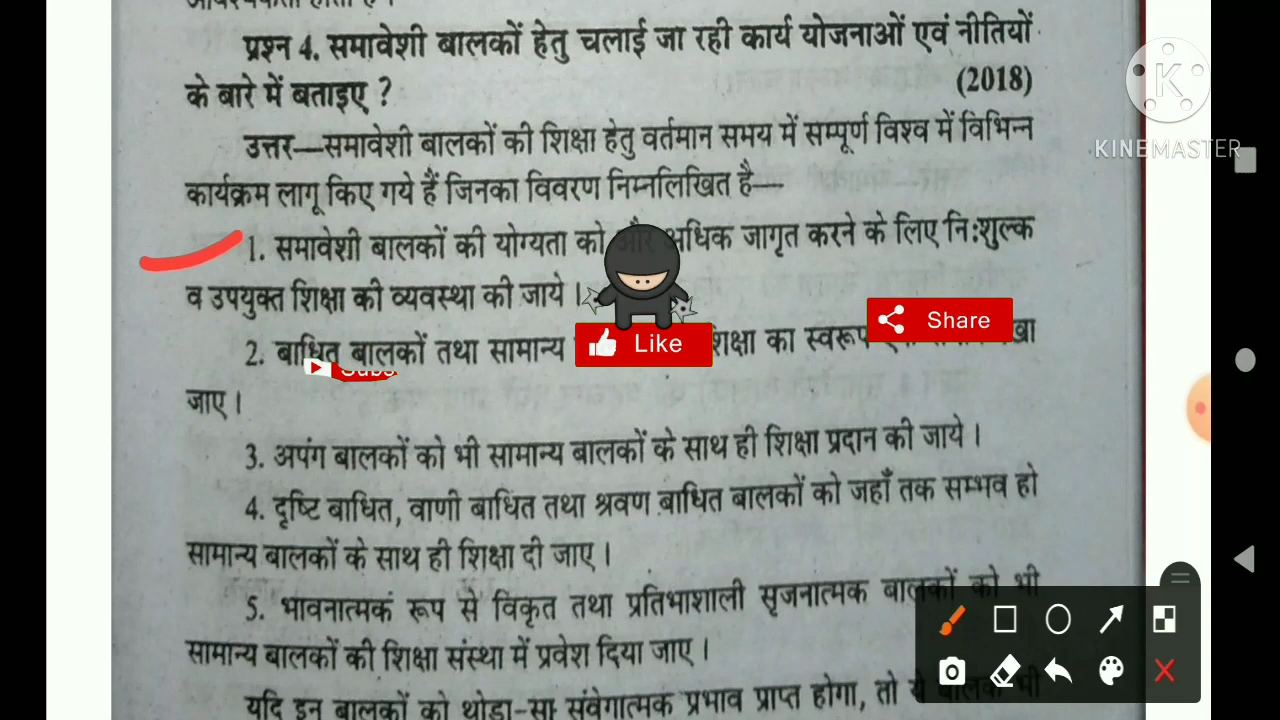 प्रश्न 4. समावेशी बालकों हेतु चलाई जा रही कार्य योजनाओं एवं नीतियों
के बारे में बताइए ? (2018)
उत्तर—समावेशी बालकों की शिक्षा हेतु वर्तमान समय में सम्पूर्ण विश्व में विभिन्न
कार्यक्रम लागू किए गये हैं जिनका विवरण निम्नलिखित है—
1. समावेशी बालकों की योग्यता को और अधिक जागृत करने के लिए नि:शुल्क
व उपयुक्त शिक्षा की व्यवस्था की जाये ।
2. बाधित बालकों तथा सामान्य शिक्षा का स्वरूप
जाए ।
3. अपंग बालकों को भी सामान्य बालकों के साथ ही शिक्षा प्रदान की जाये ।
4. दृष्टि बाधित, वाणी बाधित तथा श्रवण बाधित बालकों को जहाँ तक सम्भव हो
सामान्य बालकों के साथ ही शिक्षा दी जाए ।
5. भावनात्मक रूप से विकृत तथा प्रतिभाशाली सृजनात्मक बालकों को भी
सामान्य बालकों की शिक्षा संस्था में प्रवेश दिया जाए ।
यदि इन बालकों को थोड़ा-सा संवेगात्मक प्रभाव प्राप्त होगा, तो ये बालक भी
K
KINEMASTER
Like
Share